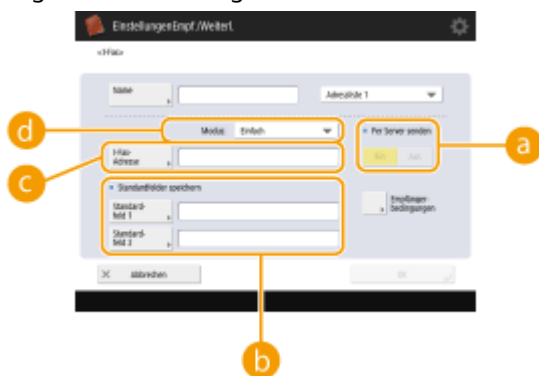 EinstellungenEmpf./Weiterl.
<I-Fax>
Name
Adressliste 1
d
Modus: Einfach
Per Server senden
a
Ein Aus
I-Fax-
Adresse
c
Standardfelder speichern
Standard-
feld 1
Empfänger-
bedingungen
Standard-
feld 2
Abbrechen
OK
b